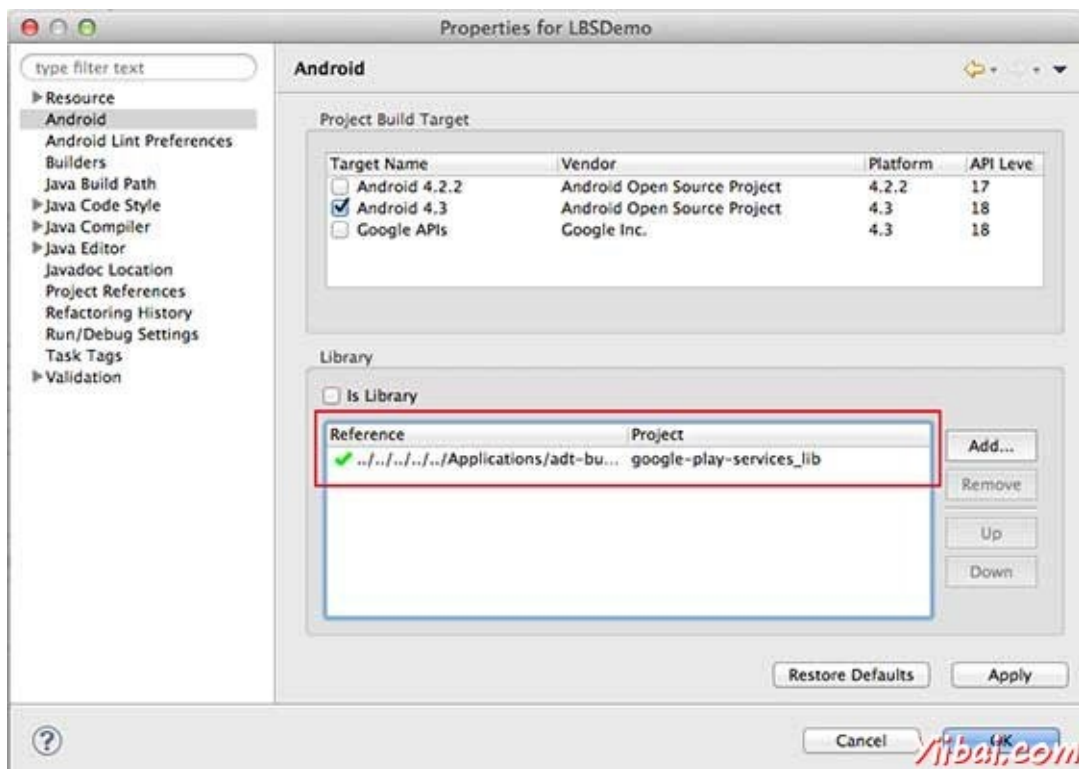 Properties for LBSDemo
type filter text
Resource
Android
Android Lint Preferences
Builders
Java Build Path
Java Code Style
Java Compiler
Java Editor
Javadoc Location
Project References
Refactoring History
Run/Debug Settings
Task Tags
Validation
Android
Project Build Target
Target Name Vendor Platform API Leve
Android 4.2.2 Android Open Source Project 4.2.2 17
Android 4.3 Android Open Source Project 4.3 18
Google APIs Google Inc. 4.3 18
Library
Is Library
Reference Project
../../../../../Applications/adt-bu... google-play-services_lib
Add...
Remove
Up
Down
Restore Defaults Apply
? Cancel OK
Yiibai.com